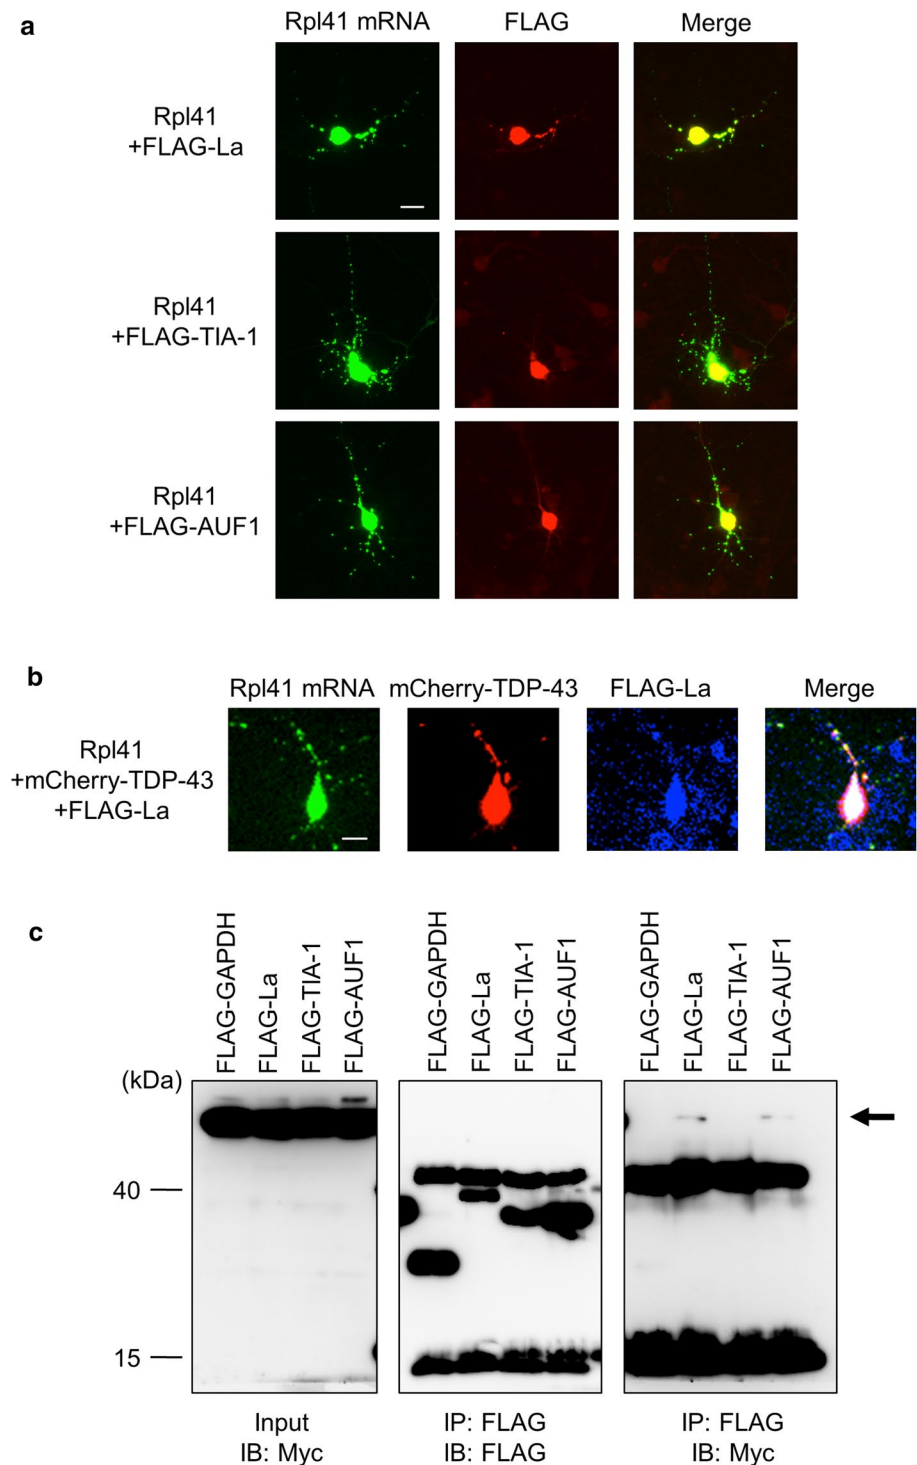 a
Rpl41 mRNA FLAG Merge
Rpl41
+FLAG-La
Rpl41
+FLAG-TIA-1
Rpl41
+FLAG-AUF1
b
Rpl41 mRNA mCherry-TDP-43 FLAG-La Merge
Rpl41
+mCherry-TDP-43
+FLAG-La
c
FLAG-GAPDH
FLAG-La
FLAG-TIA-1
FLAG-AUF1
FLAG-GAPDH
FLAG-La
FLAG-TIA-1
FLAG-AUF1
FLAG-GAPDH
FLAG-La
FLAG-TIA-1
FLAG-AUF1
(kDa)
40
15
Input
IB: Myc
IP: FLAG
IB: FLAG
IP: FLAG
IB: Myc